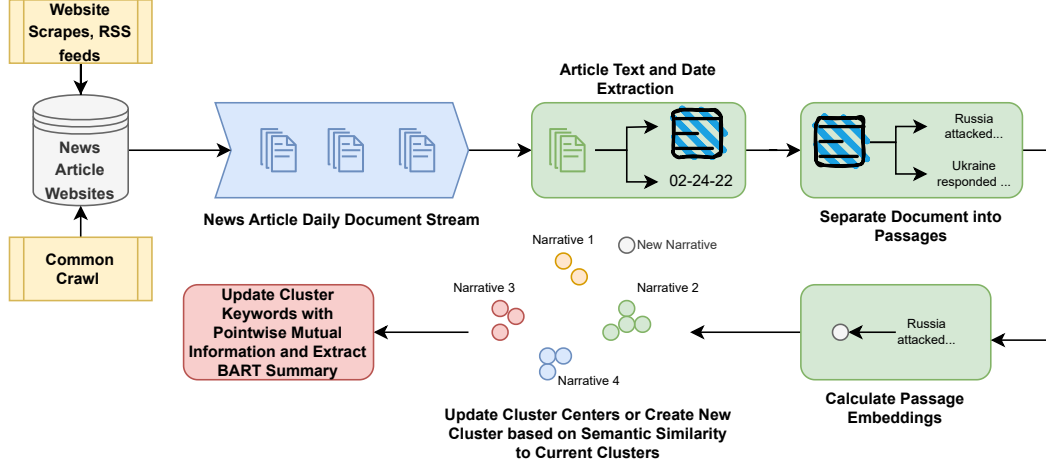 Website
Scrapes, RSS
feeds
News
Article
Websites
Common
Crawl
News Article Daily Document Stream
Article Text and Date
Extraction
02-24-22
Russia
attacked...
Ukraine
responded ...
Separate Document into
Passages
Russia
attacked...
Calculate Passage
Embeddings
Narrative 1
New Narrative
Narrative 3
Narrative 2
Narrative 4
Update Cluster Centers or Create New
Cluster based on Semantic Similarity
to Current Clusters
Update Cluster
Keywords with
Pointwise Mutual
Information and Extract
BART Summary